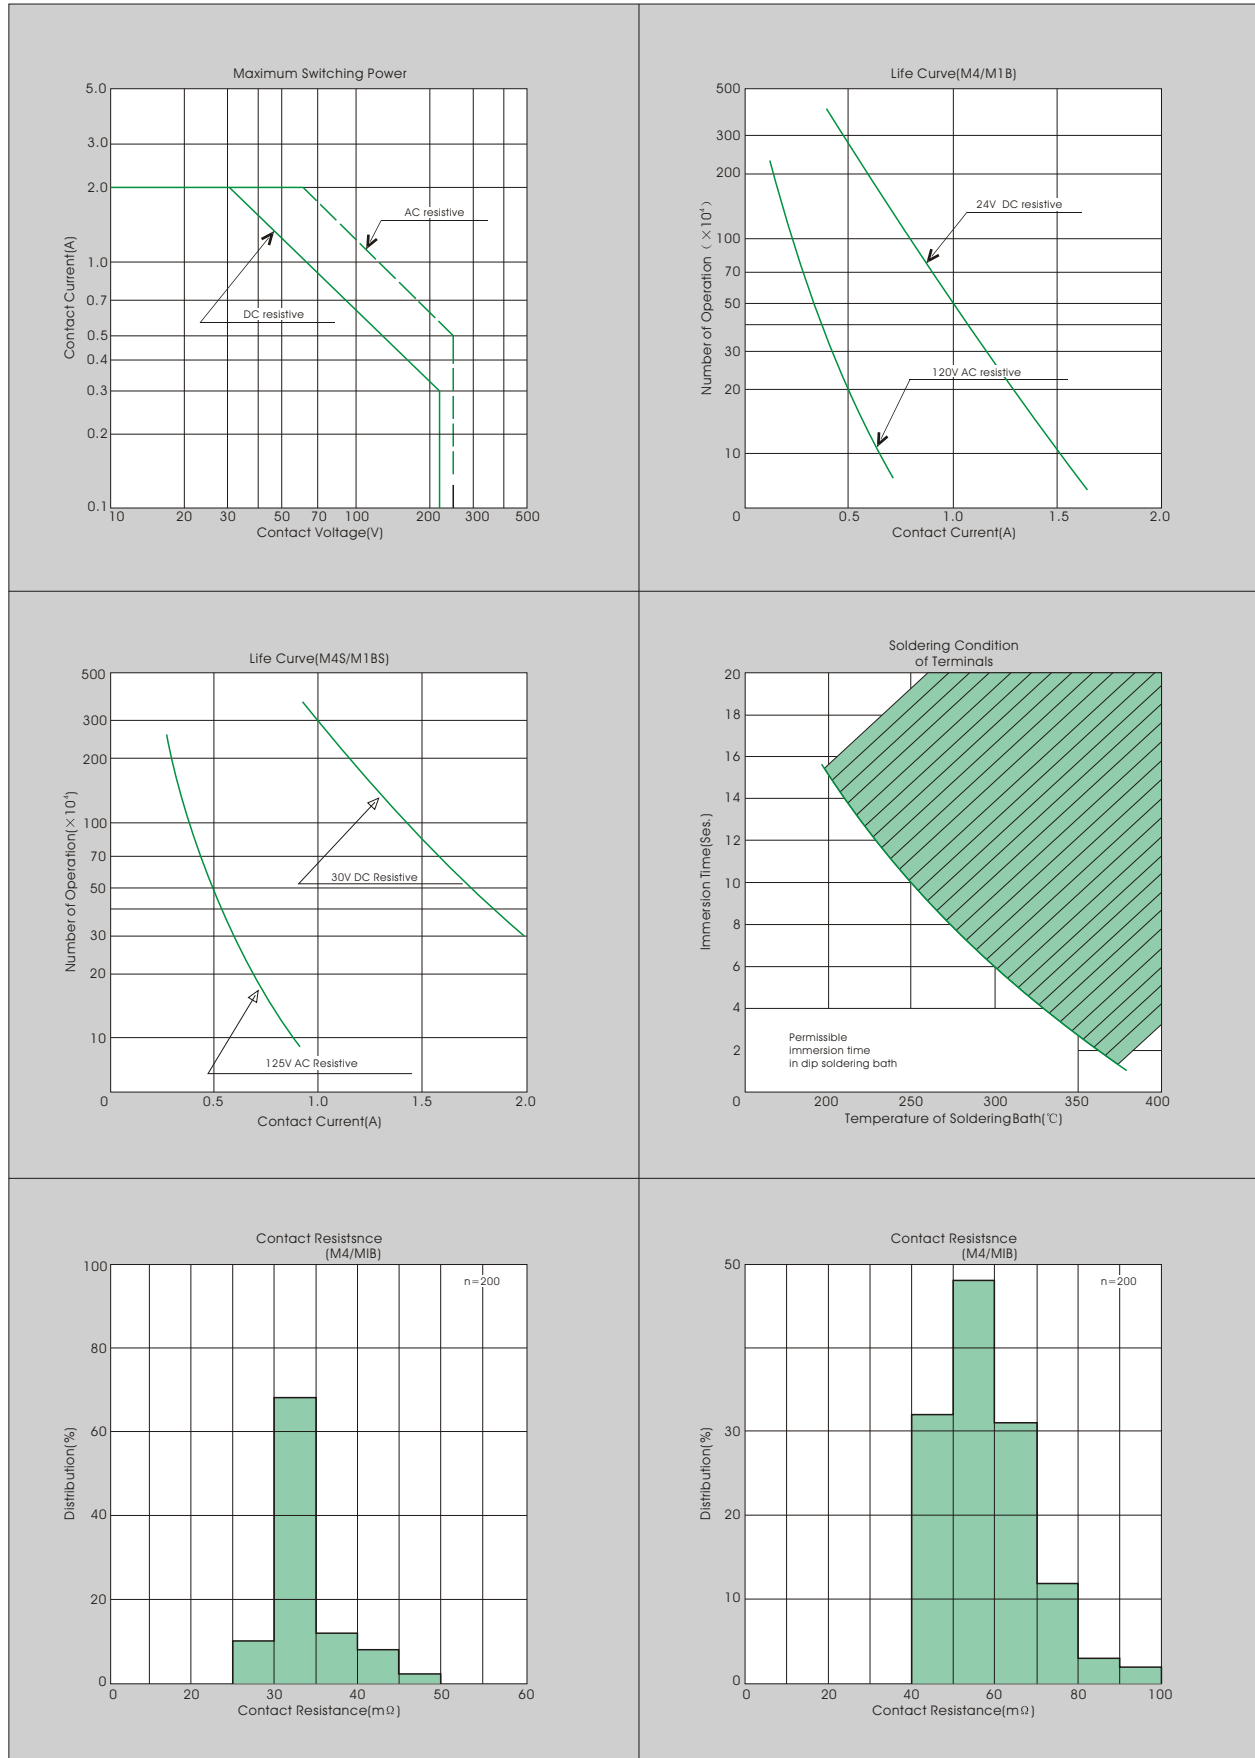 Maximum Switching Power
5.0
3.0
2.0
1.0
0.7
0.5
0.4
0.3
0.2
0.1
Contact Current(A)
AC resistive
DC resistive
10 20 30 50 70 100 200 300 500
Contact Voltage(V)
Life Curve(M4/M1B)
500
300
200
100
70
50
30
20
10
0
Number of Operation(×10⁴)
24V DC resistive
120V AC resistive
0.5 1.0 1.5 2.0
Contact Current(A)
Life Curve(M4S/M1BS)
500
300
200
100
70
50
30
20
10
0
Number of Operation(×10⁴)
30V DC Resistive
125V AC Resistive
0.5 1.0 1.5 2.0
Contact Current(A)
Soldering Condition
of Terminals
20
18
16
14
12
10
8
6
4
2
0
Immersion Time(Ses.)
Permissible
immersion time
in dip soldering bath
200 250 300 350 400
Temperature of SolderingBath(℃)
Contact Resistsnce
(M4/MIB)
100
80
60
40
20
0
Distribution(%)
n=200
0 20 30 40 50 60
Contact Resistance(mΩ)
Contact Resistsnce
(M4/MIB)
50
30
20
10
0
Distribution(%)
n=200
0 20 40 60 80 100
Contact Resistance(mΩ)